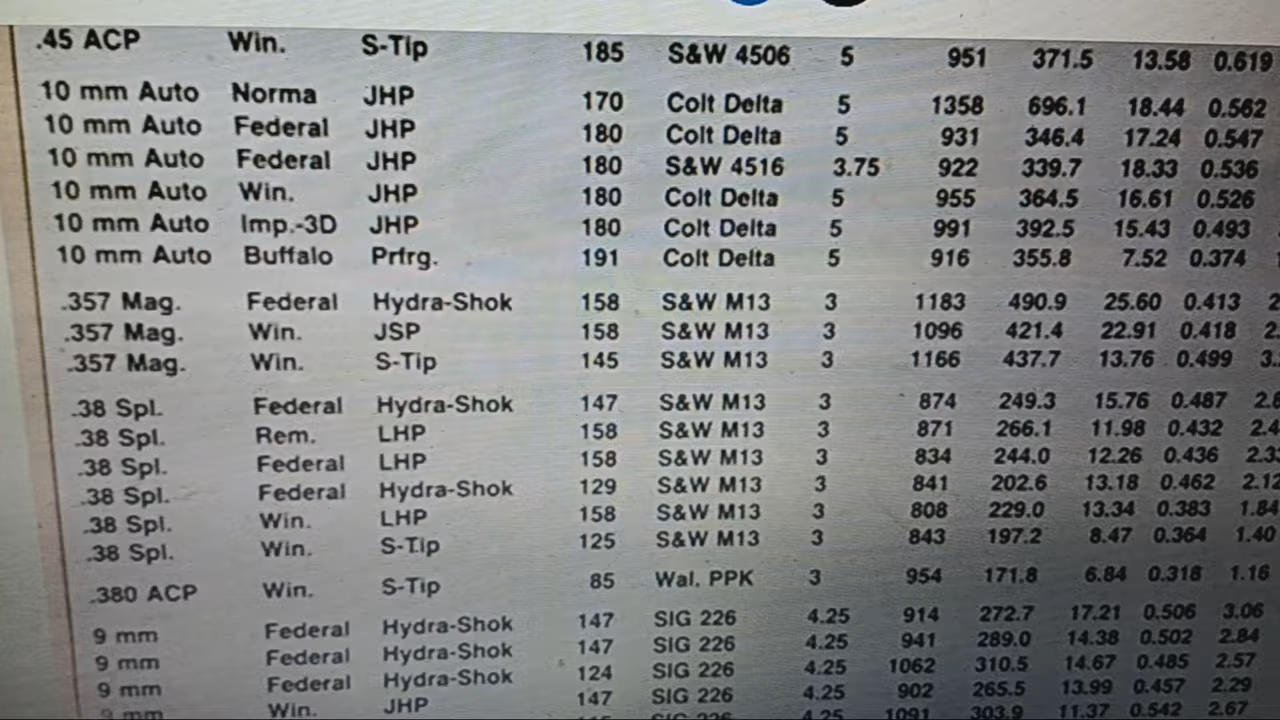 .45 ACP Win. S-Tip 185 S&W 4506 5 951 371.5 13.58 0.619
10 mm Auto Norma JHP 170 Colt Delta 5 1358 696.1 18.44 0.562
10 mm Auto Federal JHP 180 Colt Delta 5 931 346.4 17.24 0.547
10 mm Auto Federal JHP 180 S&W 4516 3.75 922 339.7 18.33 0.536
10 mm Auto Win. JHP 180 Colt Delta 5 955 364.5 16.61 0.526
10 mm Auto Imp.-3D JHP 180 Colt Delta 5 991 392.5 15.43 0.493
10 mm Auto Buffalo Prfrg. 191 Colt Delta 5 916 355.8 7.52 0.374
.357 Mag. Federal Hydra-Shok 158 S&W M13 3 1183 490.9 25.60 0.413
.357 Mag. Win. JSP 158 S&W M13 3 1096 421.4 22.91 0.418
.357 Mag. Win. S-Tip 145 S&W M13 3 1166 437.7 13.76 0.499
.38 Spl. Federal Hydra-Shok 147 S&W M13 3 874 249.3 15.76 0.487
.38 Spl. Rem. LHP 158 S&W M13 3 871 266.1 11.98 0.432
.38 Spl. Federal LHP 158 S&W M13 3 834 244.0 12.26 0.436
.38 Spl. Federal Hydra-Shok 129 S&W M13 3 841 202.6 13.18 0.462 2.12
.38 Spl. Win. LHP 158 S&W M13 3 808 229.0 13.34 0.383 1.84
.38 Spl. Win. S-Tip 125 S&W M13 3 843 197.2 8.47 0.364 1.40
.380 ACP Win. S-Tip 85 Wal. PPK 3 954 171.8 6.84 0.318 1.16
9 mm Federal Hydra-Shok 147 SIG 226 4.25 914 272.7 17.21 0.506 3.06
9 mm Federal Hydra-Shok 147 SIG 226 4.25 941 289.0 14.38 0.502 2.84
9 mm Federal Hydra-Shok 124 SIG 226 4.25 1062 310.5 14.67 0.485 2.57
9 mm Win. JHP 147 SIG 226 4.25 902 265.5 13.99 0.457 2.29
9 mm 4.25 1091 303.9 11.37 0.542 2.67